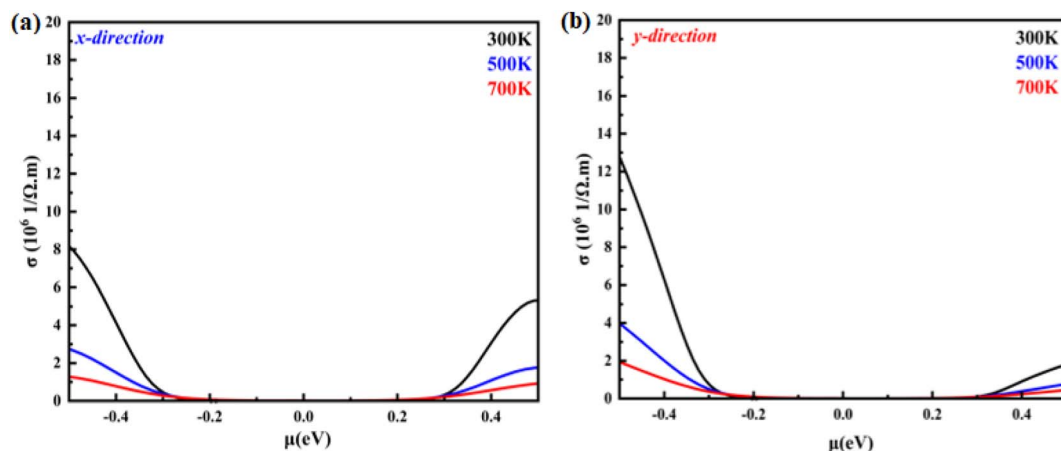 (a)
x-direction
300K
500K
700K
20
18
16
14
12
10
8
6
4
2
0
σ (10⁶ 1/Ω.m)
-0.4
-0.2
0.0
0.2
0.4
μ(eV)
(b)
y-direction
300K
500K
700K
20
18
16
14
12
10
8
6
4
2
0
σ (10⁶ 1/Ω.m)
-0.4
-0.2
0.0
0.2
0.4
μ(eV)